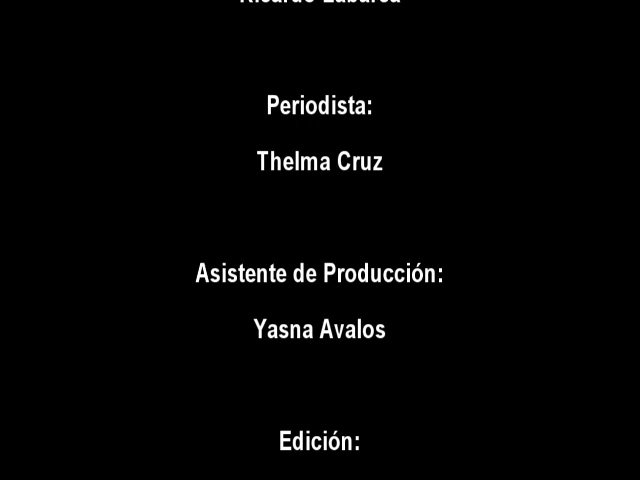 Periodista:
Thelma Cruz
Asistente de Producción:
Yasna Avalos
Edición: